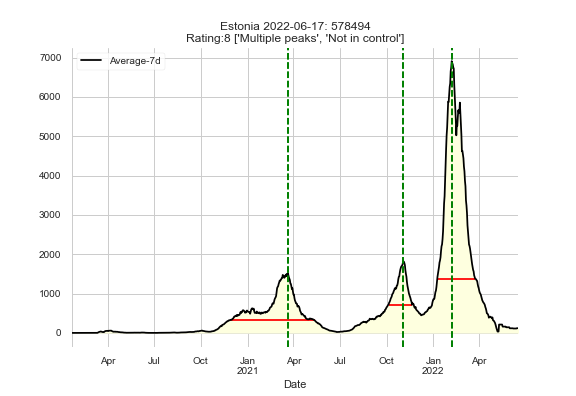 Estonia 2022-06-17: 578494
Rating:8 ['Multiple peaks', 'Not in control']
Average-7d
7000
6000
5000
4000
3000
2000
1000
0
Apr Jul Oct Jan Apr Jul Oct Jan Apr
2021 2022
Date